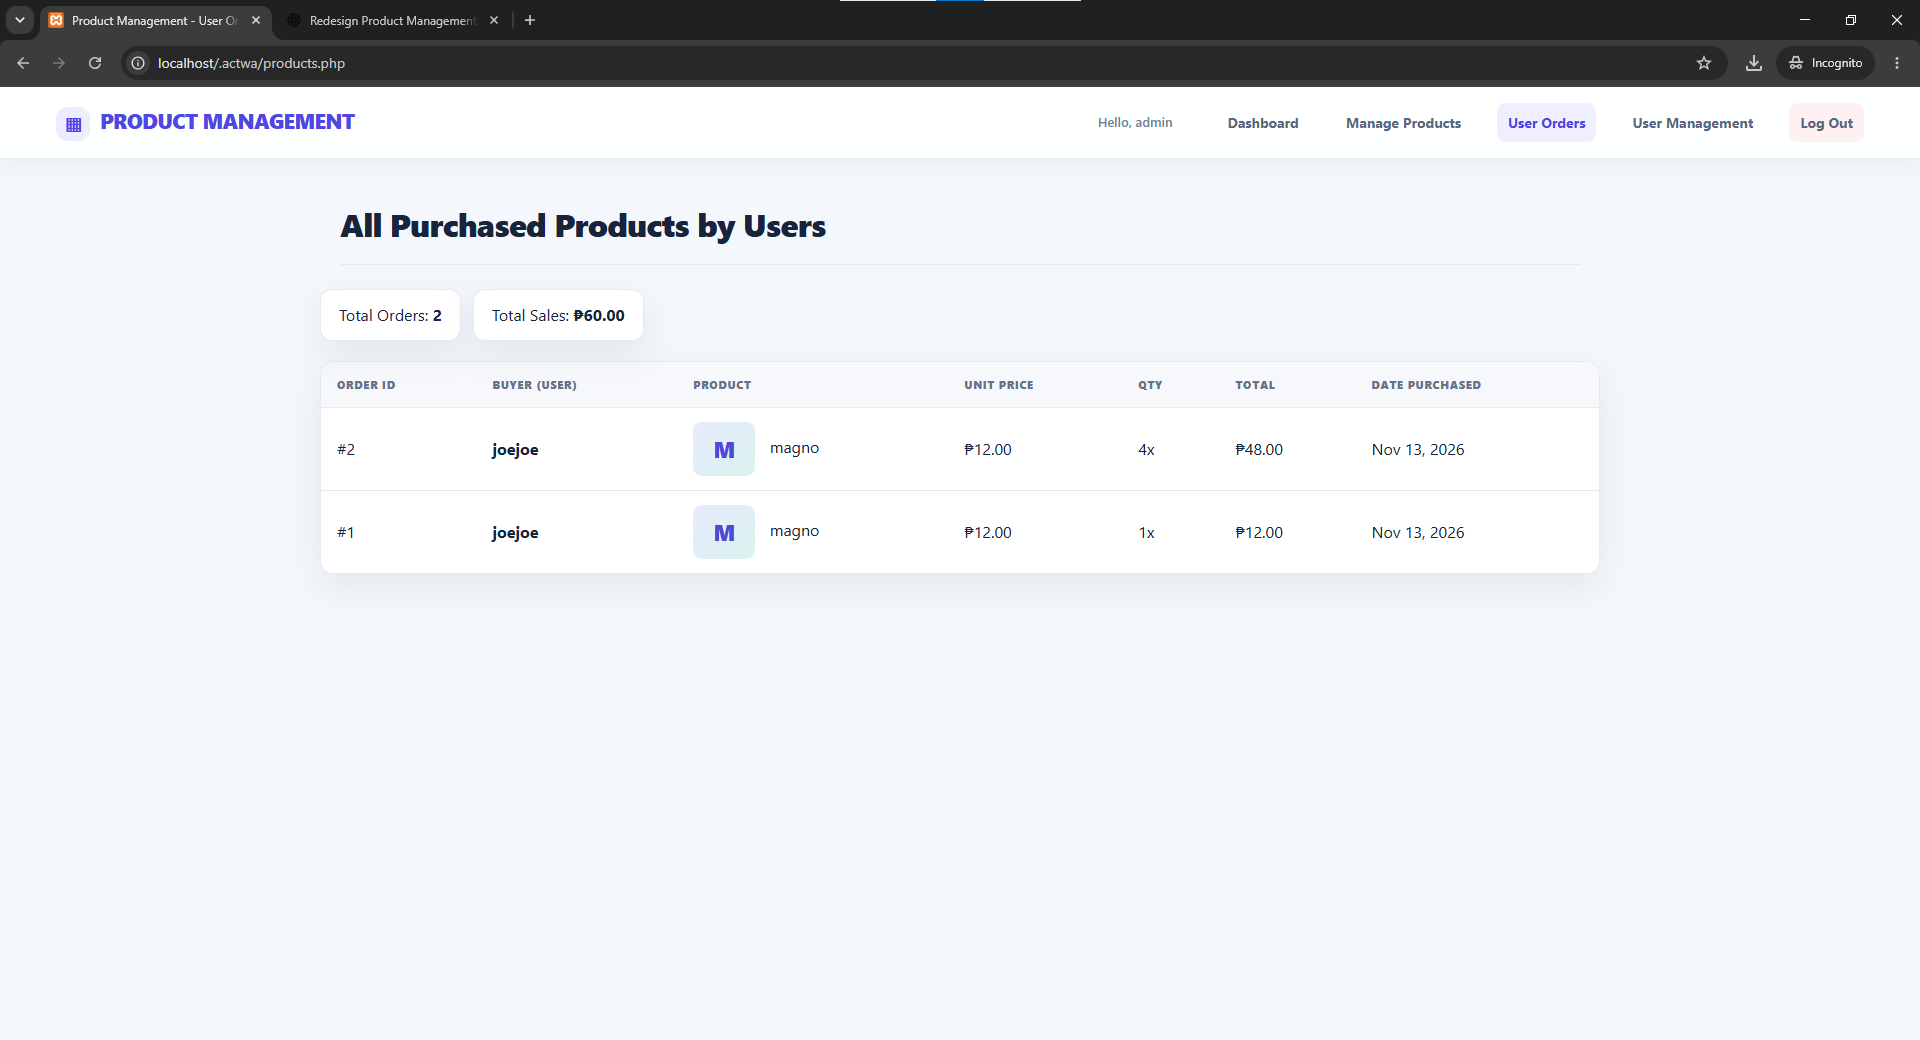 Product Management - User Or
Redesign Product Management
localhost/.actwa/products.php
Incognito
PRODUCT MANAGEMENT
Hello, admin
Dashboard
Manage Products
User Orders
User Management
Log Out
All Purchased Products by Users
Total Orders: 2
Total Sales: ₱60.00
ORDER ID BUYER (USER) PRODUCT UNIT PRICE QTY TOTAL DATE PURCHASED
#2 joejoe M magno ₱12.00 4x ₱48.00 Nov 13, 2026
#1 joejoe M magno ₱12.00 1x ₱12.00 Nov 13, 2026